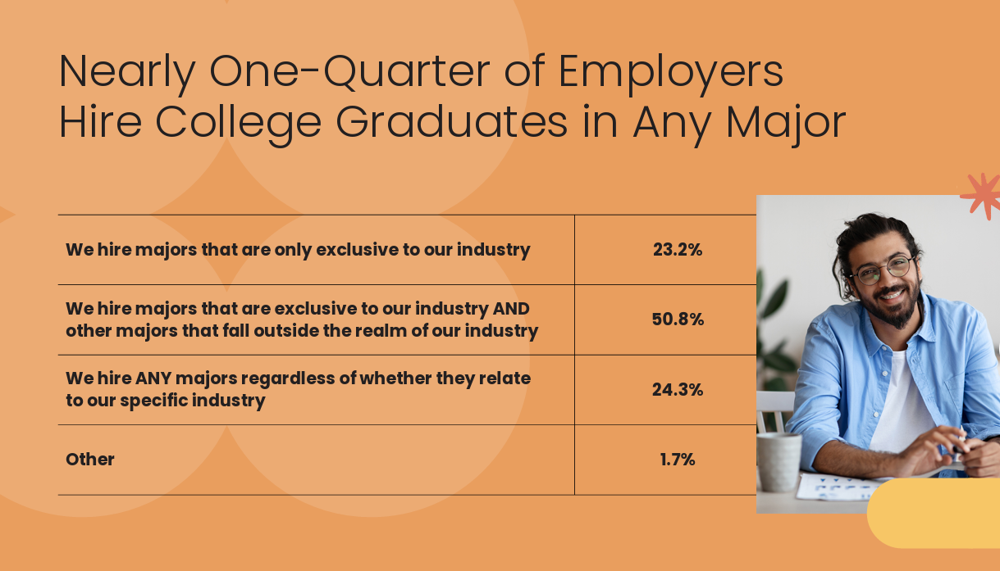 Nearly One-Quarter of Employers
Hire College Graduates in Any Major
We hire majors that are only exclusive to our industry
23.2%
We hire majors that are exclusive to our industry AND
other majors that fall outside the realm of our industry
50.8%
We hire ANY majors regardless of whether they relate
to our specific industry
24.3%
Other
1.7%